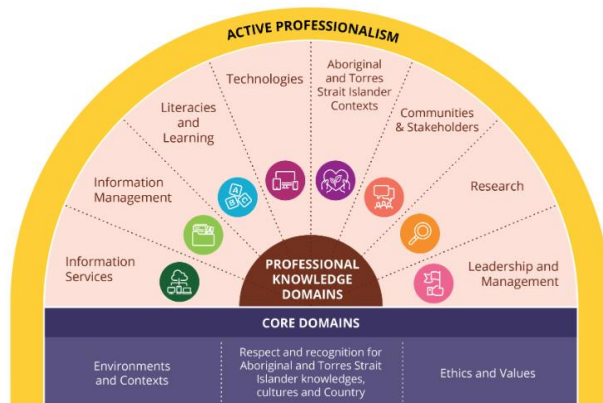 ACTIVE PROFESSIONALISM
Information
Services
Information
Management
Literacies
and
Learning
Technologies
Aboriginal
and Torres
Strait Islander
Contexts
Communities
& Stakeholders
Research
Leadership and
Management
A
B
C
PROFESSIONAL
KNOWLEDGE
DOMAINS
CORE DOMAINS
Environments
and Contexts
Respect and recognition for
Aboriginal and Torres Strait
Islander knowledges,
cultures and Country
Ethics and Values